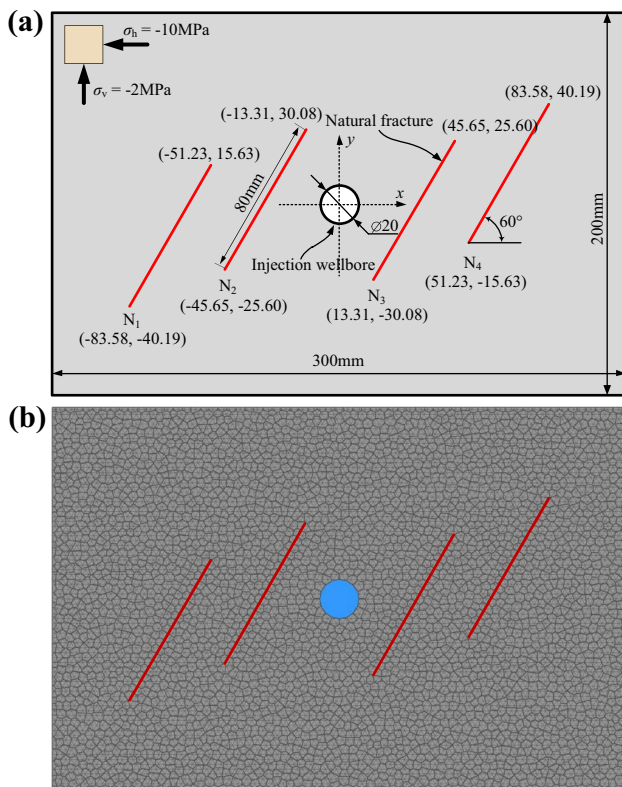 (a)
σh = -10MPa
σv = -2MPa
(-13.31, 30.08)
(83.58, 40.19)
Natural fracture
(45.65, 25.60)
(-51.23, 15.63)
y
80mm
x
∅20
60°
200mm
Injection wellbore
N4
(51.23, -15.63)
N2
(-45.65, -25.60)
N3
(13.31, -30.08)
N1
(-83.58, -40.19)
300mm
(b)